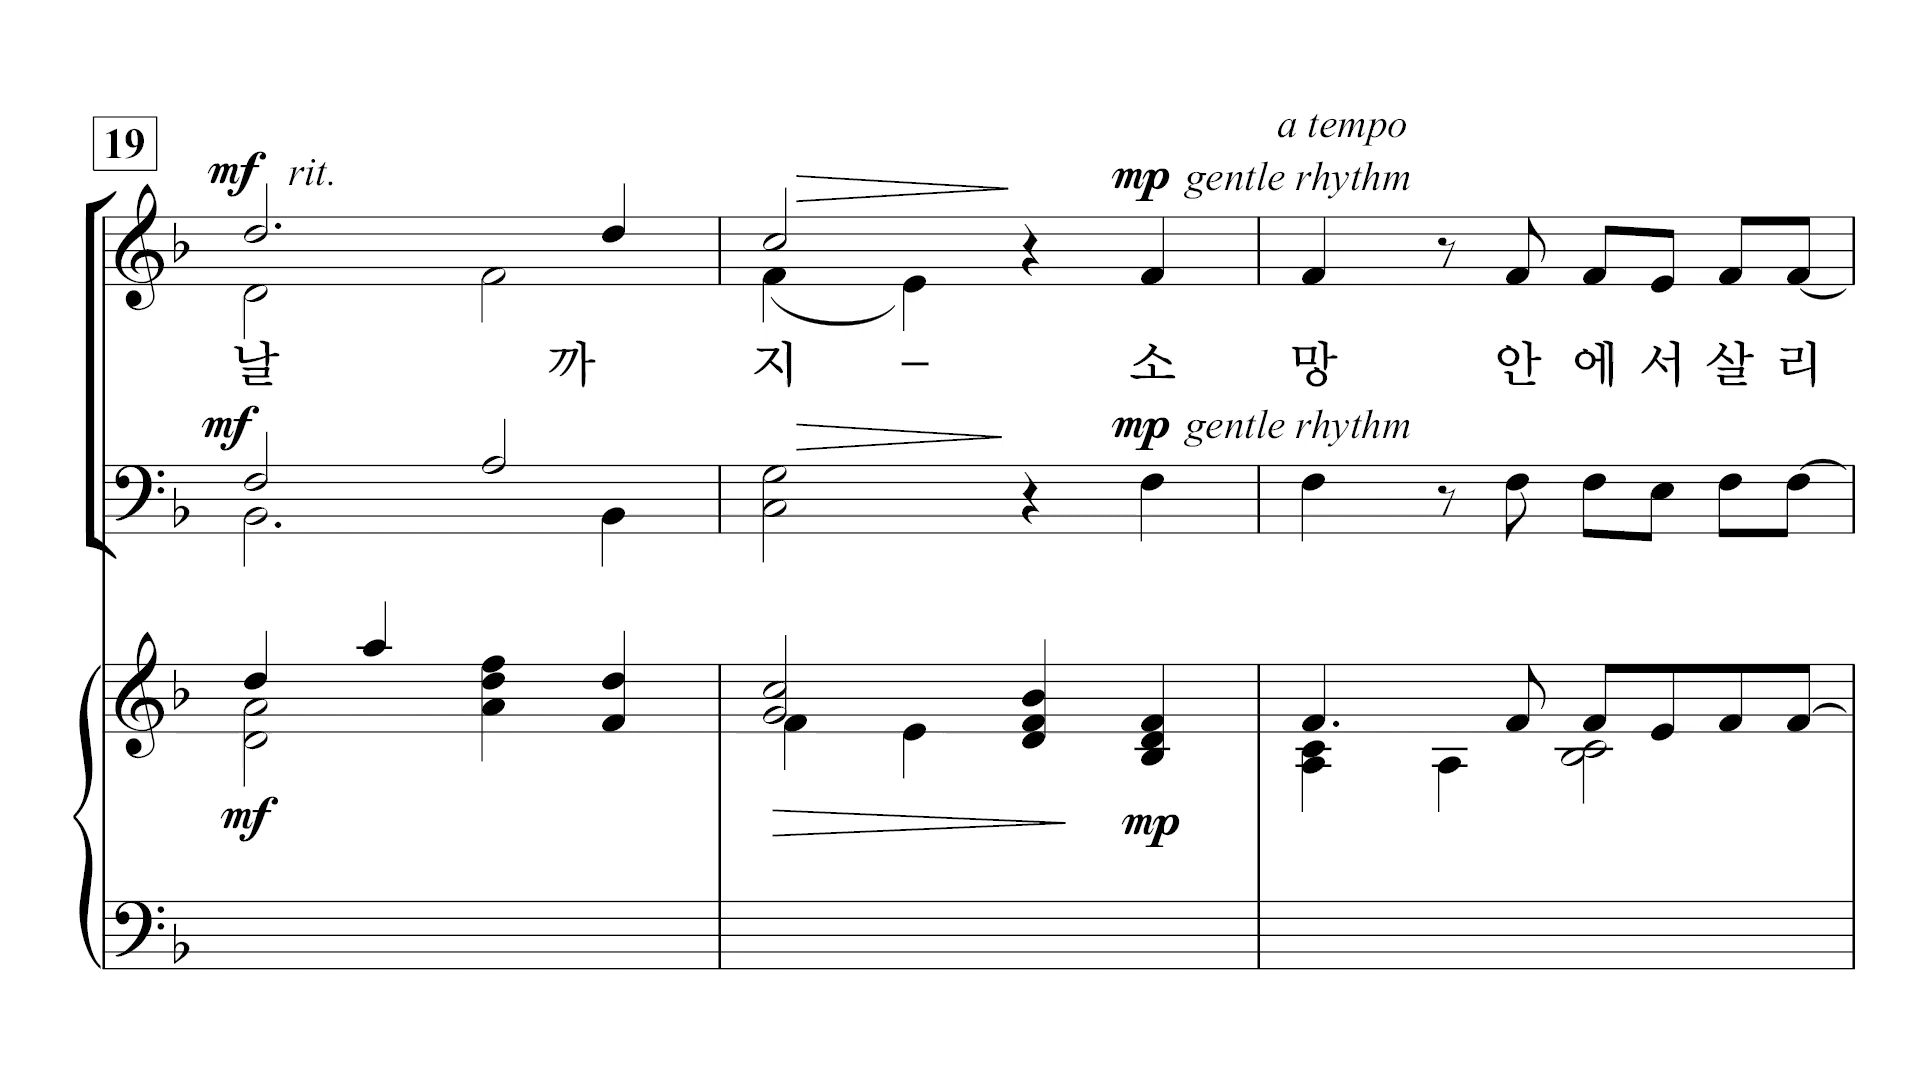 19
a tempo
mf rit. mp gentle rhythm
날 까 지 – 소 망 안 에 서 살 리
mf mp gentle rhythm
mf mp